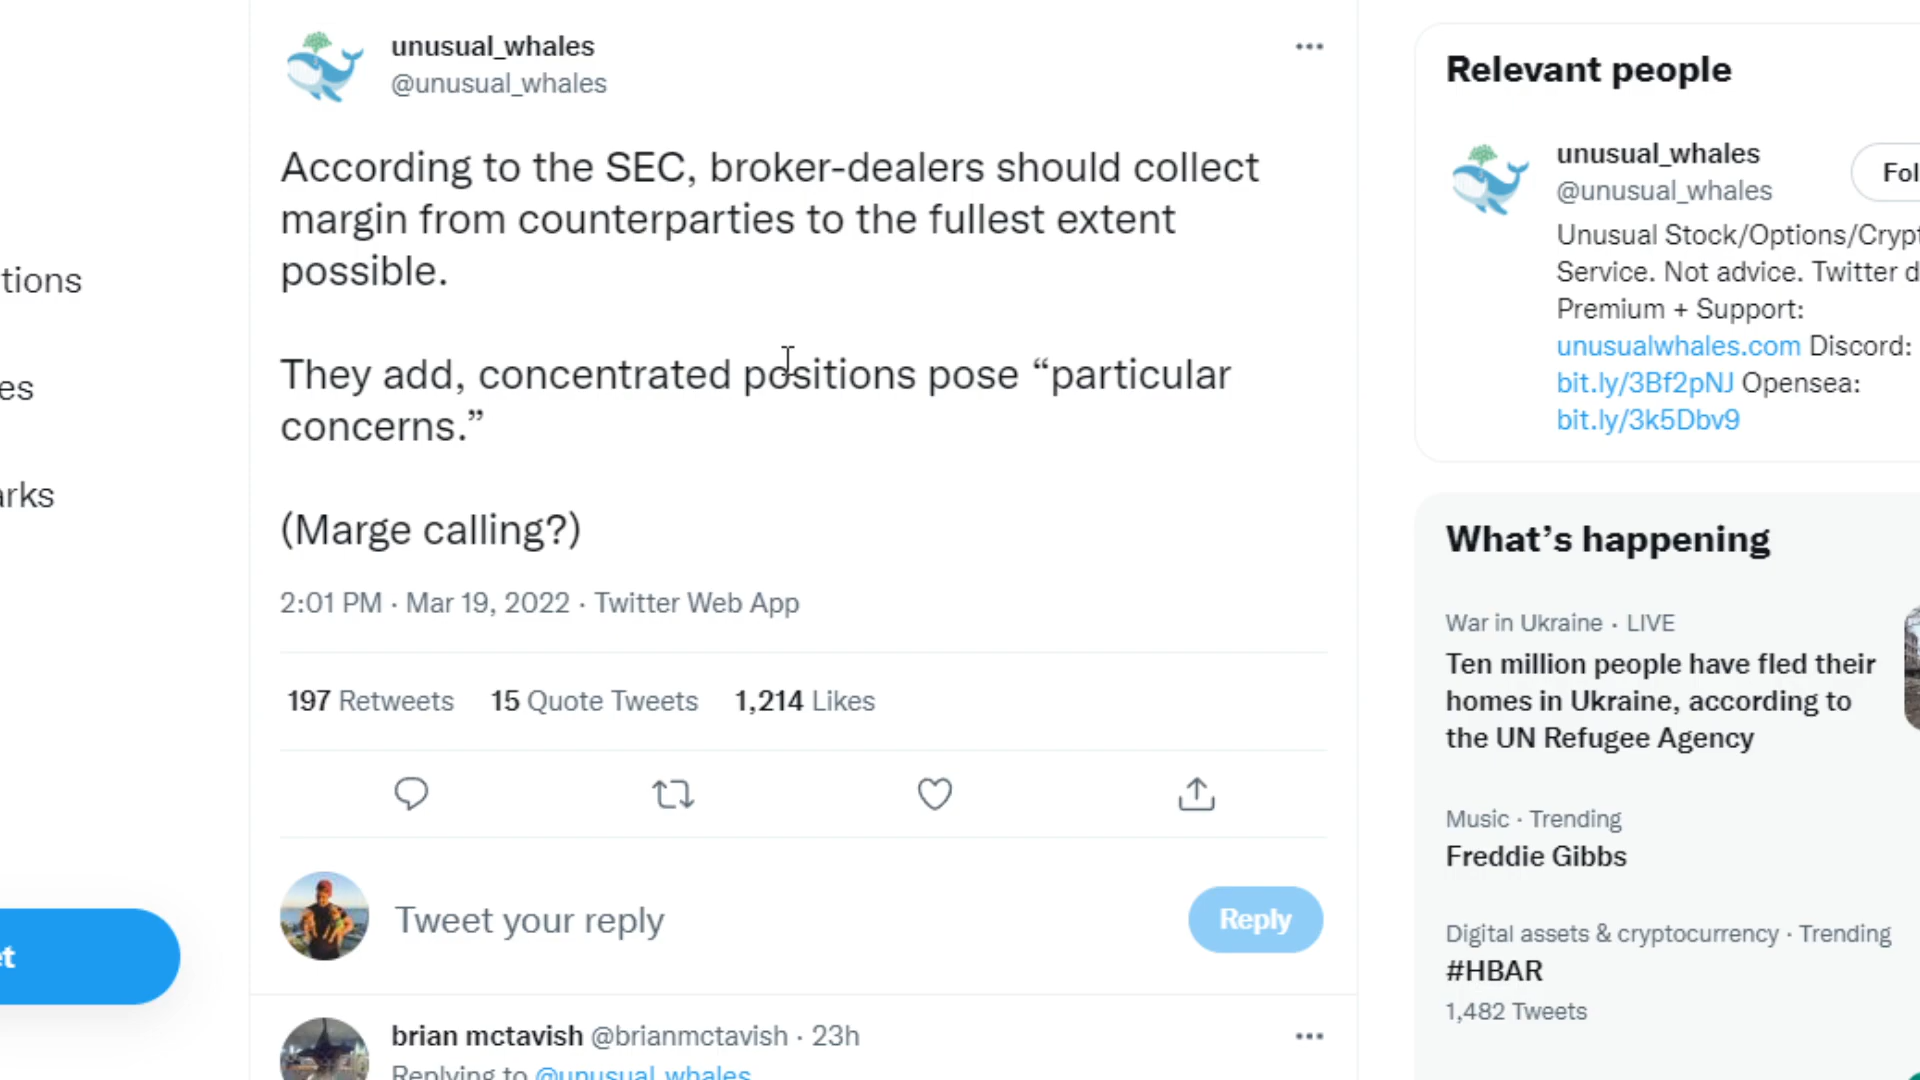 unusual_whales
@unusual_whales
According to the SEC, broker-dealers should collect
margin from counterparties to the fullest extent
possible.
They add, concentrated positions pose “particular
concerns.”
(Marge calling?)
2:01 PM · Mar 19, 2022 · Twitter Web App
197 Retweets 15 Quote Tweets 1,214 Likes
Tweet your reply
Reply
brian mctavish @brianmctavish · 23h
Replying to @unusual_whales
tions
es
arks
et
Relevant people
unusual_whales
@unusual_whales
Fol
Unusual Stock/Options/Crypt
Service. Not advice. Twitter d
Premium + Support:
unusualwhales.com Discord:
bit.ly/3Bf2pNJ Opensea:
bit.ly/3k5Dbv9
What’s happening
War in Ukraine · LIVE
Ten million people have fled their
homes in Ukraine, according to
the UN Refugee Agency
Music · Trending
Freddie Gibbs
Digital assets & cryptocurrency · Trending
#HBAR
1,482 Tweets